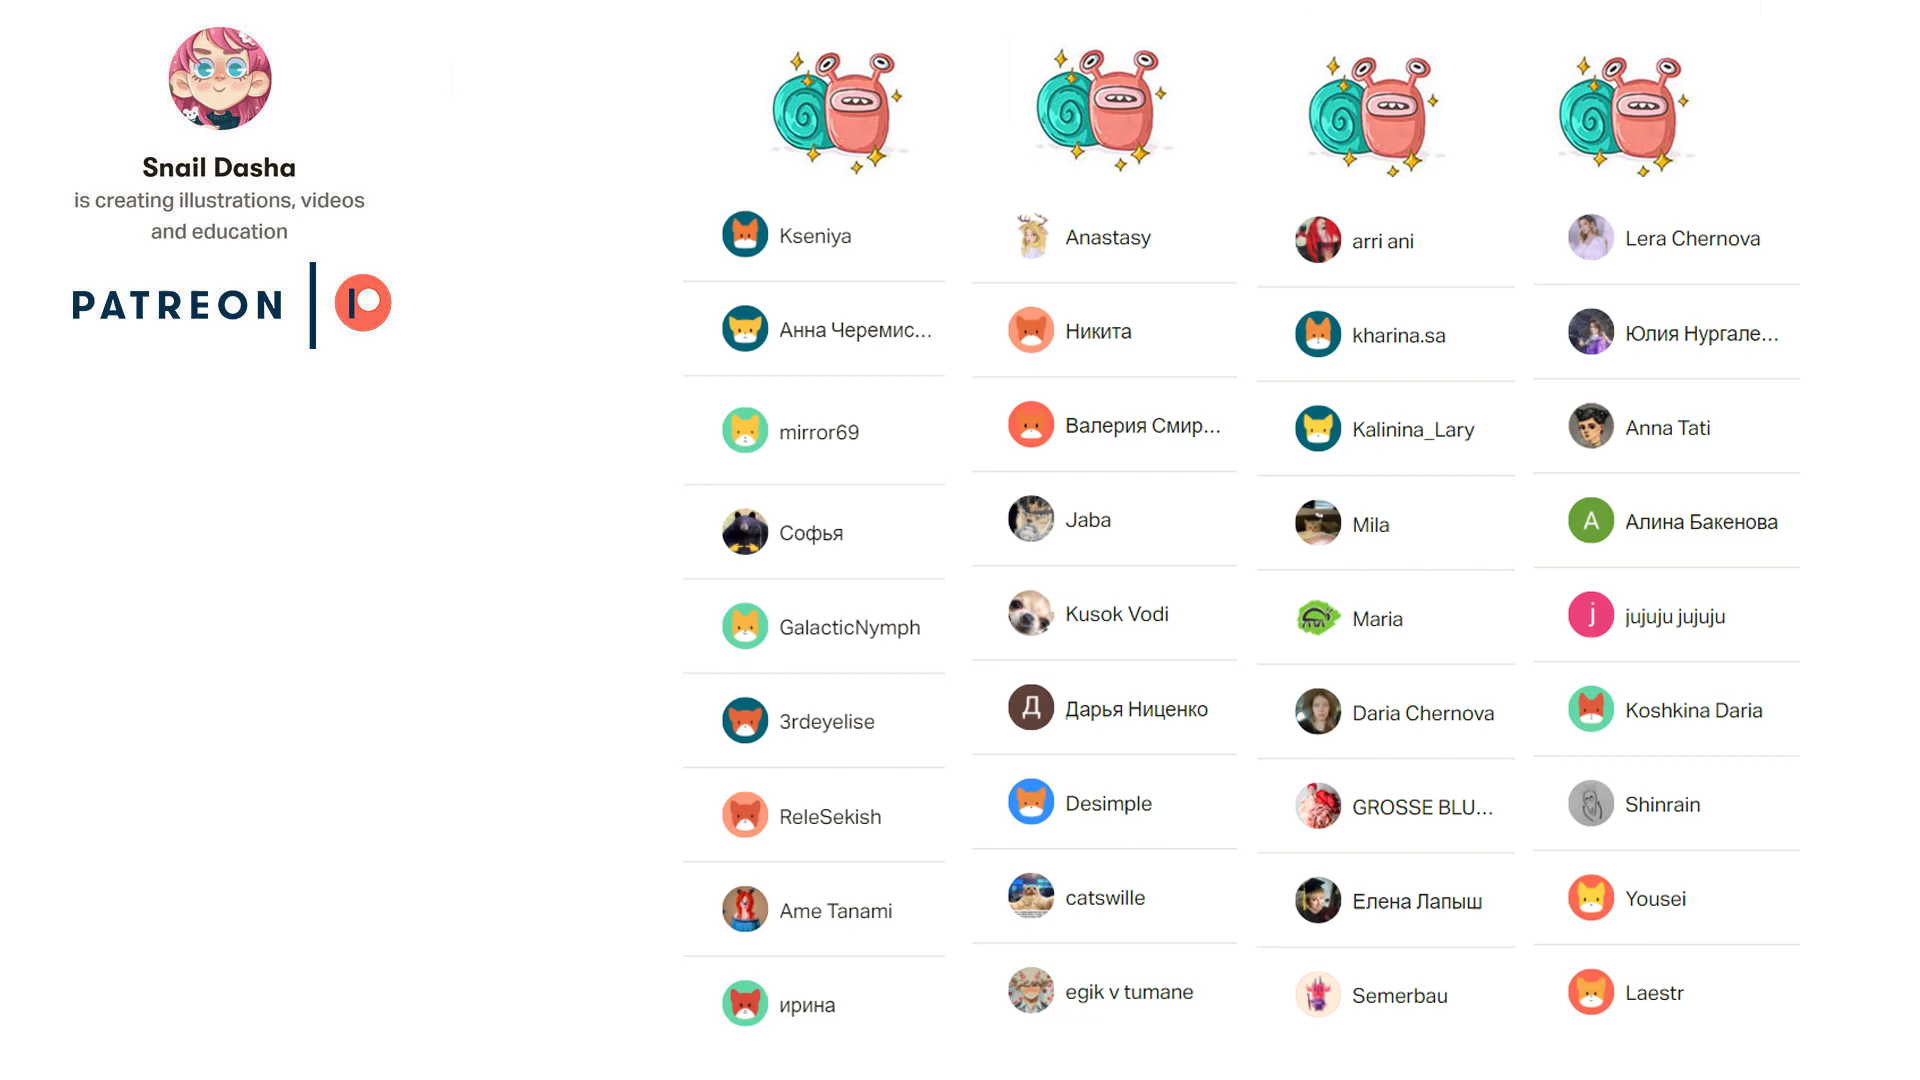 Snail Dasha
is creating illustrations, videos
and education
PATREON
Kseniya
Анна Черемис...
mirror69
Софья
GalacticNymph
3rdeyelise
ReleSekish
Ame Tanami
ирина
Anastasy
Никита
Валерия Смир...
Jaba
Kusok Vodi
Д
Дарья Ниценко
Desimple
catswille
egik v tumane
arri ani
kharina.sa
Kalinina_Lary
Mila
Maria
Daria Chernova
GROSSE BLU...
Елена Лапыш
Semerbau
Lera Chernova
Юлия Нургале...
Anna Tati
А
Алина Бакенова
j
jujuju jujuju
Koshkina Daria
Shinrain
Yousei
Laestr